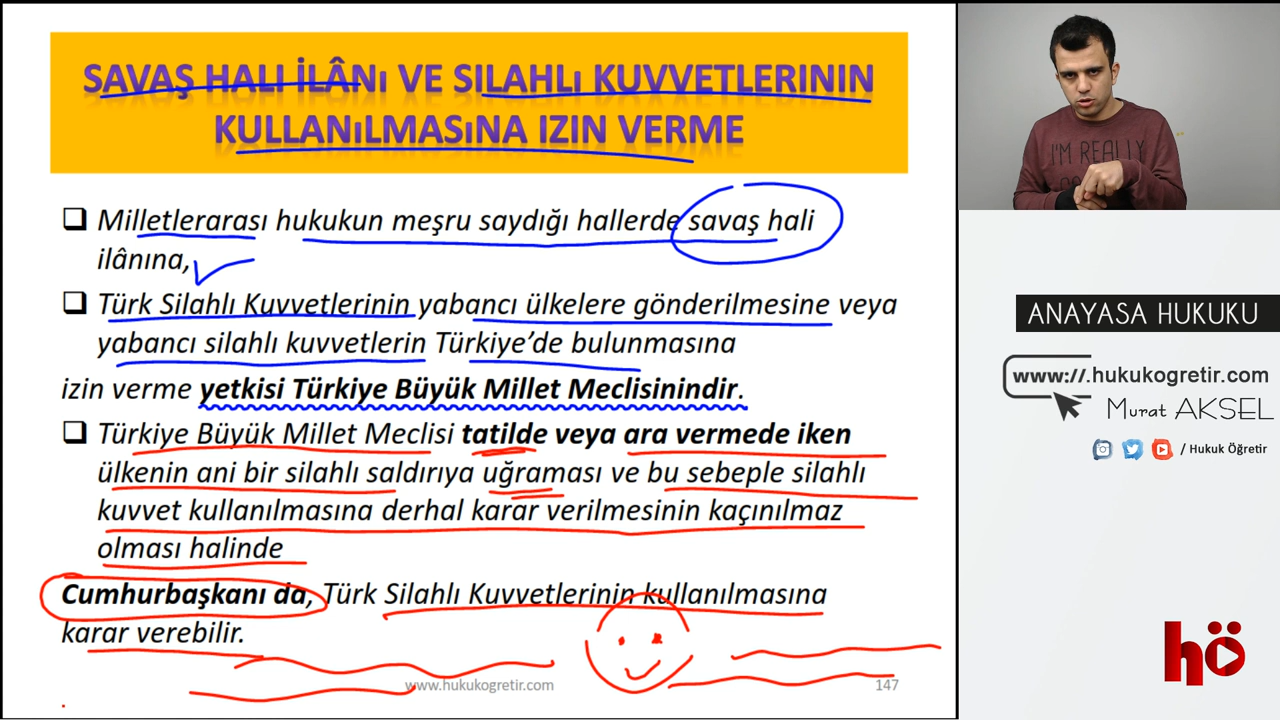 SAVAŞ HALI İLÂNı VE SILAHLı KUVVETLERININ
KULLANıLMASıNA IZIN VERME
Milletlerarası hukukun meşru saydığı hallerde savaş hali
ilânına,
Türk Silahlı Kuvvetlerinin yabancı ülkelere gönderilmesine veya
yabancı silahlı kuvvetlerin Türkiye’de bulunmasına
izin verme yetkisi Türkiye Büyük Millet Meclisinindir.
Türkiye Büyük Millet Meclisi tatilde veya ara vermede iken
ülkenin ani bir silahlı saldırıya uğraması ve bu sebeple silahlı
kuvvet kullanılmasına derhal karar verilmesinin kaçınılmaz
olması halinde
Cumhurbaşkanı da, Türk Silahlı Kuvvetlerinin kullanılmasına
karar verebilir.
www.hukukogretir.com
147
I'M REALLY
ANAYASA HUKUKU
www://.hukukogretir.com
Murat AKSEL
/ Hukuk Öğretir
hö